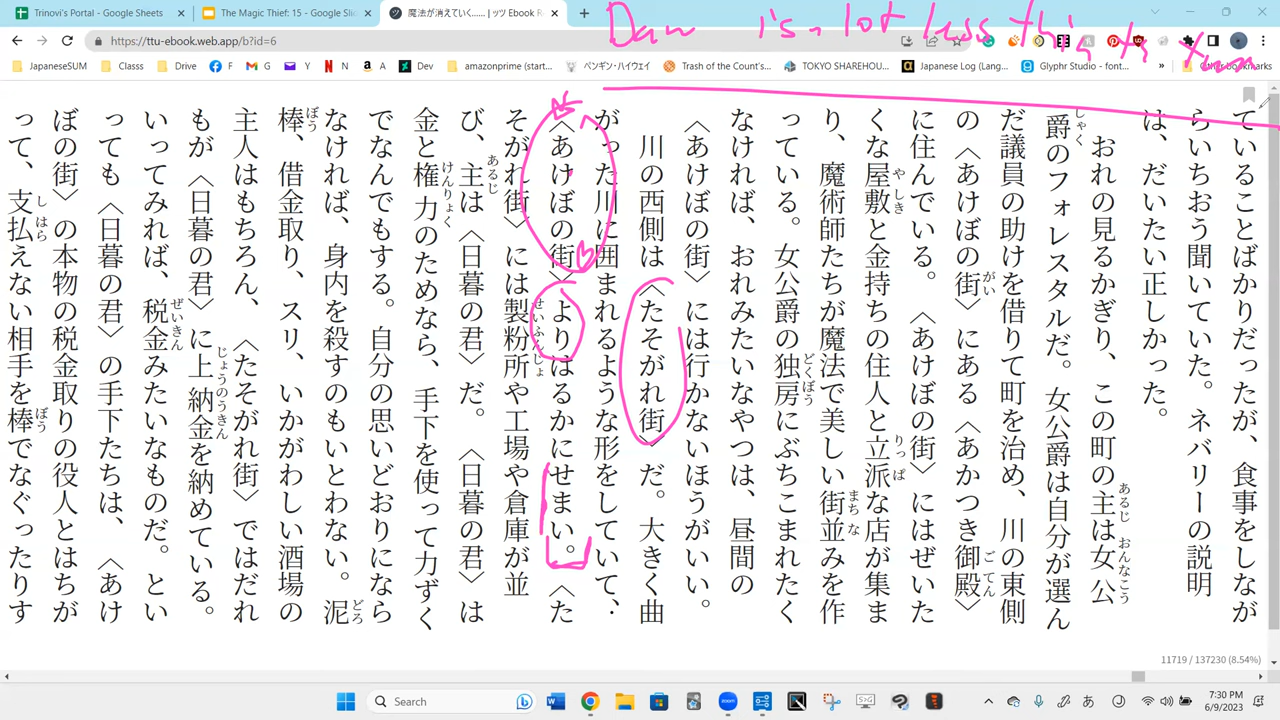 Trinovi's Portal - Google Sheets
The Magic Thief: 15 - Google Slid
魔法が消えていく…… | ッツ Ebook Re
https://ttu-ebook.web.app/b?id=6
JapaneseSUM
Classs
Drive
F
G
Y
N
Dev
amazonprime (start...
ペンギン・ハイウェイ
Trash of the Count's...
TOKYO SHAREHOU...
Japanese Log (Lang...
Glyphr Studio - font...
Other bookmarks
Dan is a lot less this
ていることばかりだったが、食事をしなが
らいちおう聞いていた。ネバリーの説明
は、だいたい正しかった。
おれの見るかぎり、この町の主は女公
爵のフォレスタルだ。女公爵は自分が選ん
だ議員の助けを借りて町を治め、川の東側
の〈あけぼの街〉にある〈あかつき御殿〉
に住んでいる。〈あけぼの街〉にはぜいた
くな屋敷と金持ちの住人と立派な店が集ま
り、魔術師たちが魔法で美しい街並みを作
っている。女公爵の独房にぶちこまれたく
なければ、おれみたいなやつは、昼間の
〈あけぼの街〉には行かないほうがいい。
川の西側は〈たそがれ街〉だ。大きく曲
がった川に囲まれるような形をしていて、
〈あけぼの街〉よりはるかにせまい。〈た
そがれ街〉には製粉所や工場や倉庫が並
び、主は〈日暮の君〉だ。〈日暮の君〉は
金と権力のためなら、手下を使って力ずく
でなんでもする。自分の思いどおりになら
なければ、身内を殺すのもいとわない。泥
棒、借金取り、スリ、いかがわしい酒場の
主人はもちろん、〈たそがれ街〉ではだれ
もが〈日暮の君〉に上納金を納めている。
いってみれば、税金みたいなものだ。とい
っても〈日暮の君〉の手下たちは、〈あけ
ぼの街〉の本物の税金取りの役人とはちが
って、支払えない相手を棒でなぐったりす
11719 / 137230 (8.54%)
Search
あ
7:30 PM
6/9/2023